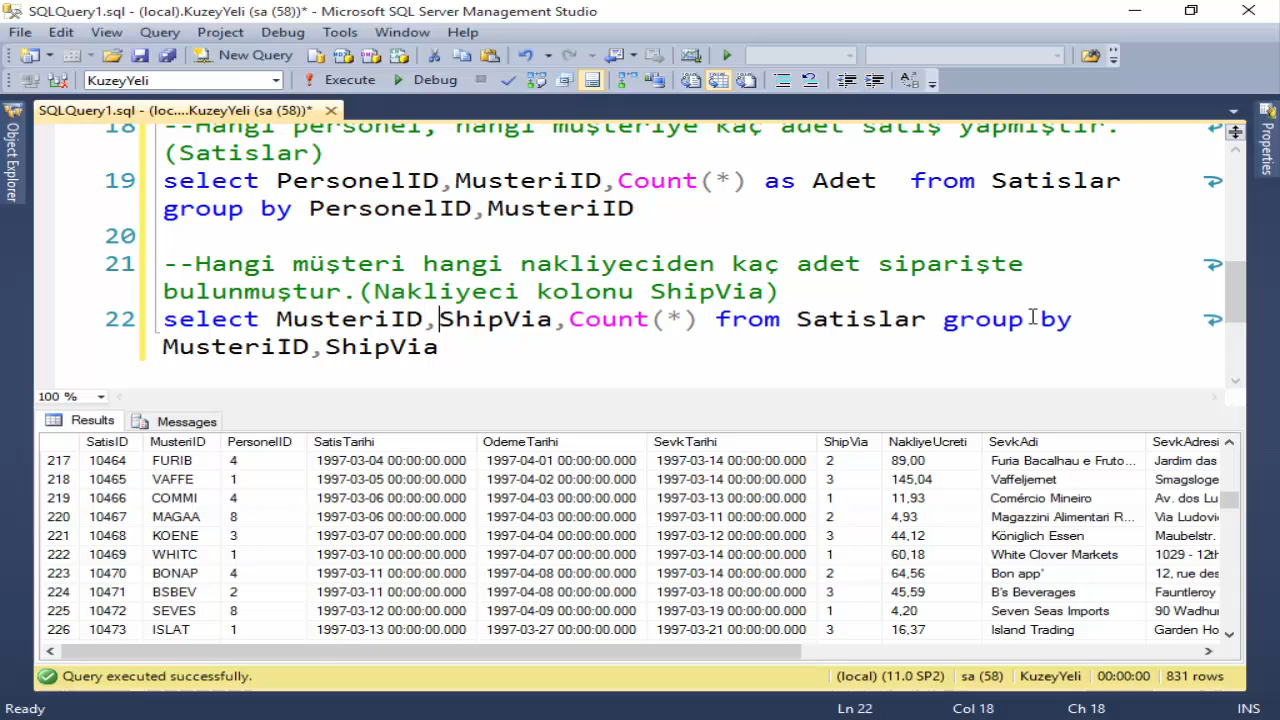 SQLQuery1.sql - (local).KuzeyYeli (sa (58))* - Microsoft SQL Server Management Studio
File Edit View Query Project Debug Tools Window Help
New Query
KuzeyYeli Execute Debug
SQLQuery1.sql - (loc....KuzeyYeli (sa (58))*
Object Explorer
Properties
18 --Hangi personel, hangi müşteriye kaç adet satış yapmıştır.
(Satislar)
19 select PersonelID,MusteriID,Count(*) as Adet from Satislar
group by PersonelID,MusteriID
20
21 --Hangi müşteri hangi nakliyeciden kaç adet siparişte
bulunmuştur.(Nakliyeci kolonu ShipVia)
22 select MusteriID,ShipVia,Count(*) from Satislar group by
MusteriID,ShipVia
100 %
Results Messages
SatisID MusteriID PersonelID SatisTarihi OdemeTarihi SevkTarihi ShipVia NakliyeUcreti SevkAdi SevkAdresi
217 10464 FURIB 4 1997-03-04 00:00:00.000 1997-04-01 00:00:00.000 1997-03-14 00:00:00.000 2 89,00 Furia Bacalhau e Fruto... Jardim das
218 10465 VAFFE 1 1997-03-05 00:00:00.000 1997-04-02 00:00:00.000 1997-03-14 00:00:00.000 3 145,04 Vaffeljernet Smagsloge
219 10466 COMMI 4 1997-03-06 00:00:00.000 1997-04-03 00:00:00.000 1997-03-13 00:00:00.000 1 11,93 Comércio Mineiro Av. dos Lu
220 10467 MAGAA 8 1997-03-06 00:00:00.000 1997-04-03 00:00:00.000 1997-03-11 00:00:00.000 2 4,93 Magazzini Alimentari R... Via Ludovi
221 10468 KOENE 3 1997-03-07 00:00:00.000 1997-04-04 00:00:00.000 1997-03-12 00:00:00.000 3 44,12 Königlich Essen Maubelstr.
222 10469 WHITC 1 1997-03-10 00:00:00.000 1997-04-07 00:00:00.000 1997-03-14 00:00:00.000 1 60,18 White Clover Markets 1029 - 12th
223 10470 BONAP 4 1997-03-11 00:00:00.000 1997-04-08 00:00:00.000 1997-03-14 00:00:00.000 2 64,56 Bon app' 12, rue des
224 10471 BSBEV 2 1997-03-11 00:00:00.000 1997-04-08 00:00:00.000 1997-03-18 00:00:00.000 3 45,59 B's Beverages Fauntleroy
225 10472 SEVES 8 1997-03-12 00:00:00.000 1997-04-09 00:00:00.000 1997-03-19 00:00:00.000 1 4,20 Seven Seas Imports 90 Wadhur
226 10473 ISLAT 1 1997-03-13 00:00:00.000 1997-03-27 00:00:00.000 1997-03-21 00:00:00.000 3 16,37 Island Trading Garden Ho
Query executed successfully. (local) (11.0 SP2) sa (58) KuzeyYeli 00:00:00 831 rows
Ready Ln 22 Col 18 Ch 18 INS